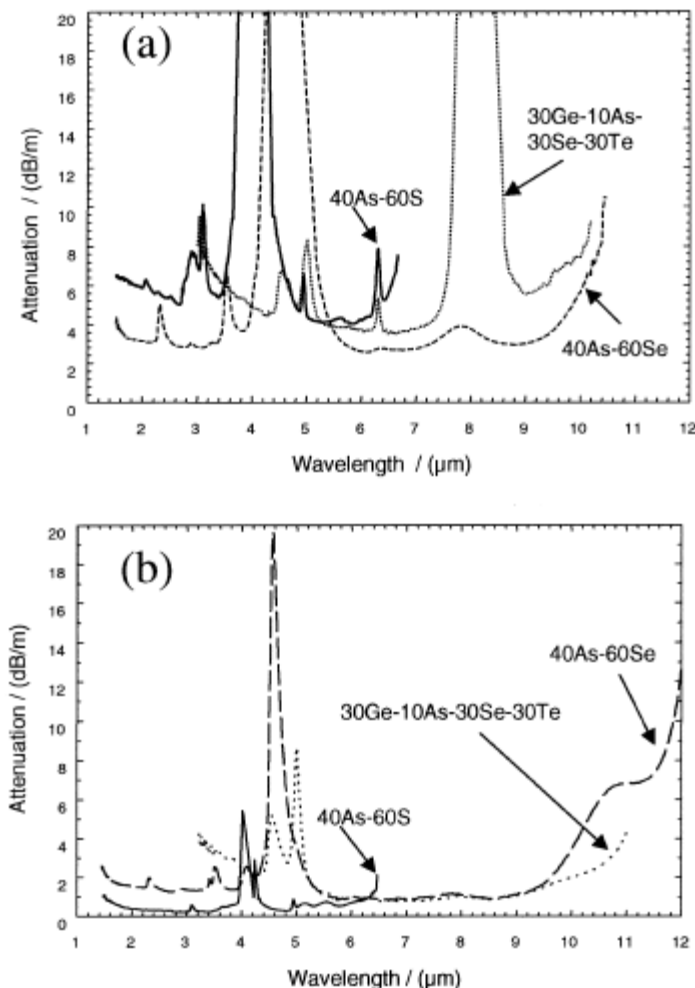 (a)
20
18
16
14
12
10
8
6
4
2
0
Attenuation / (dB/m)
40As-60S
30Ge-10As-
30Se-30Te
40As-60Se
1 2 3 4 5 6 7 8 9 10 11 12
Wavelength / (µm)
(b)
20
18
16
14
12
10
8
6
4
2
0
Attenuation / (dB/m)
40As-60Se
30Ge-10As-30Se-30Te
40As-60S
1 2 3 4 5 6 7 8 9 10 11 12
Wavelength / (µm)